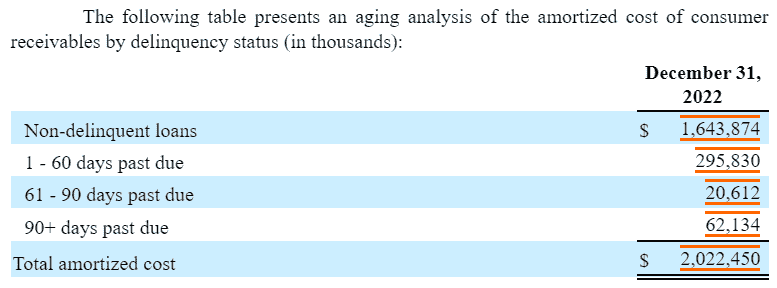 The following table presents an aging analysis of the amortized cost of consumer
receivables by delinquency status (in thousands):
December 31,
2022
Non-delinquent loans $ 1,643,874
1 - 60 days past due 295,830
61 - 90 days past due 20,612
90+ days past due 62,134
Total amortized cost $ 2,022,450